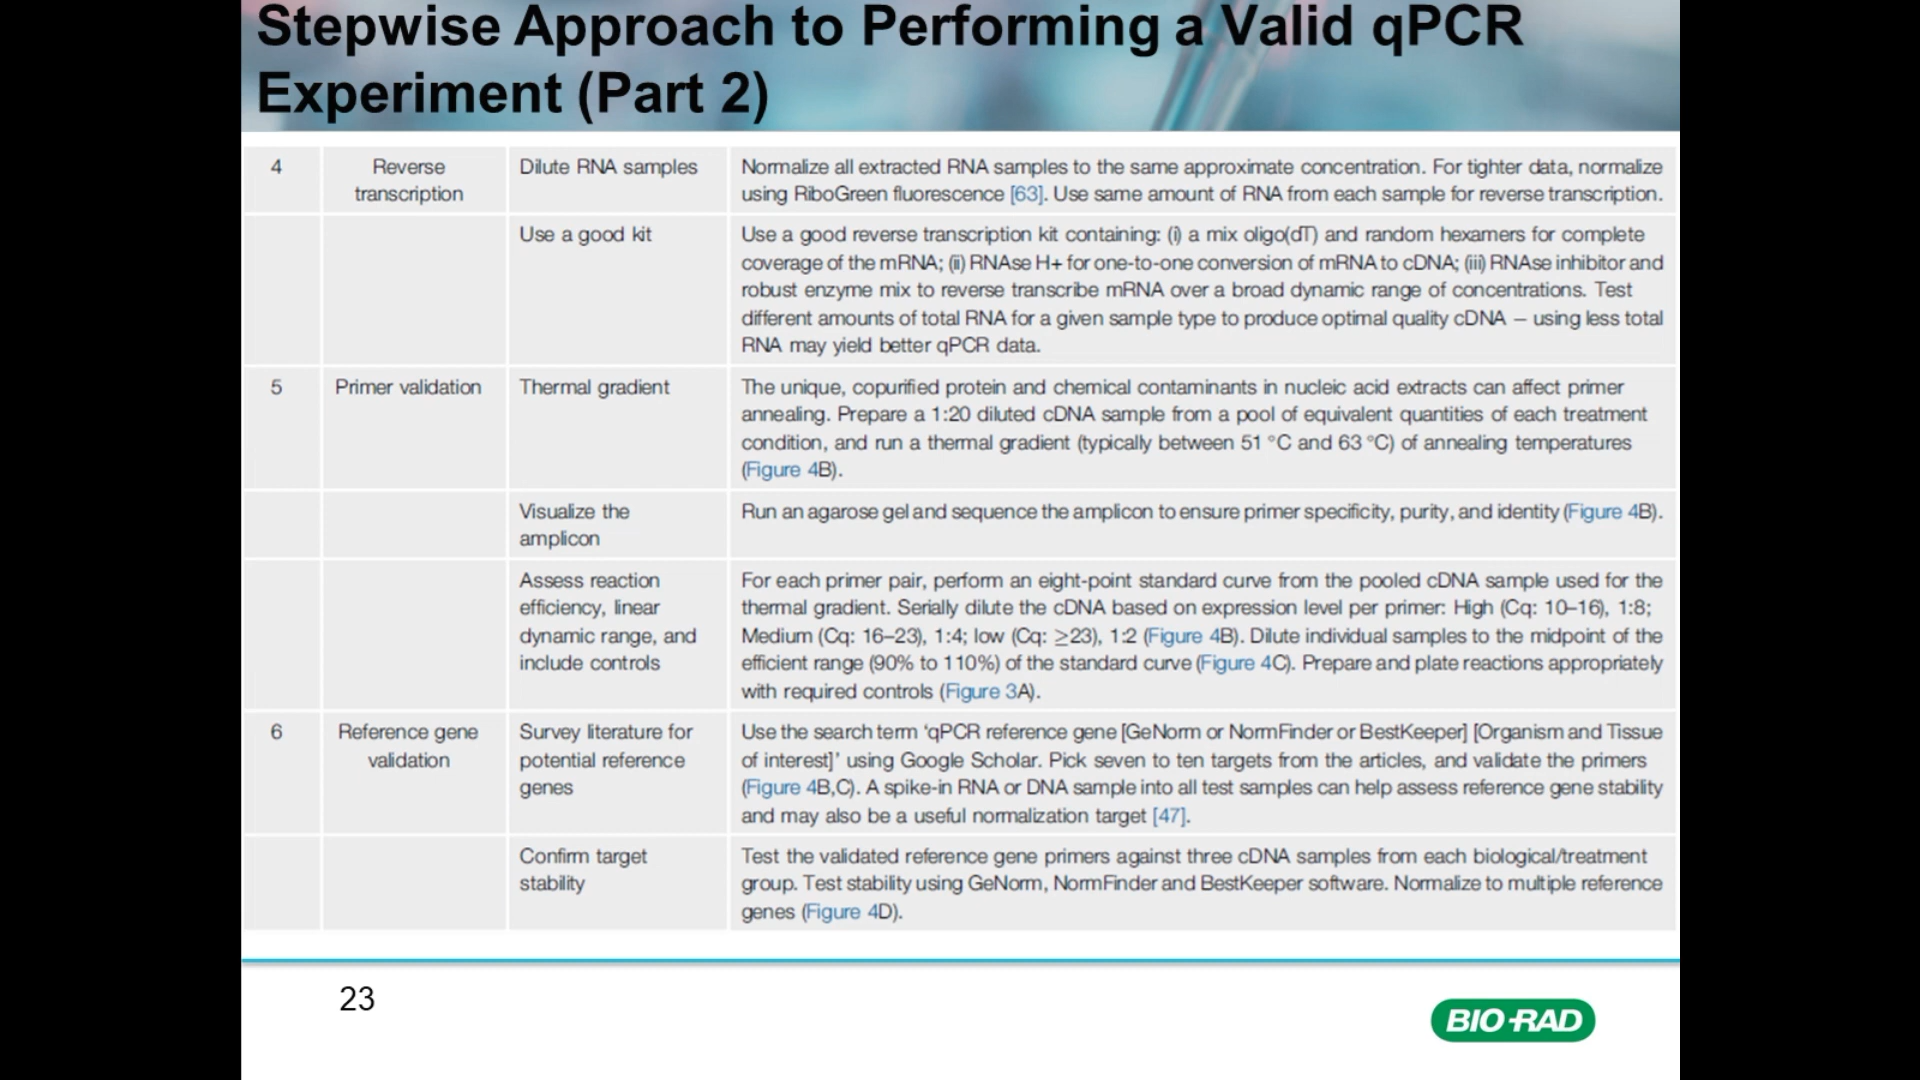 Stepwise Approach to Performing a Valid qPCR
Experiment (Part 2)
4
Reverse
transcription
Dilute RNA samples
Normalize all extracted RNA samples to the same approximate concentration. For tighter data, normalize
using RiboGreen fluorescence [63]. Use same amount of RNA from each sample for reverse transcription.
Use a good kit
Use a good reverse transcription kit containing: (i) a mix oligo(dT) and random hexamers for complete
coverage of the mRNA; (ii) RNAse H+ for one-to-one conversion of mRNA to cDNA; (iii) RNAse inhibitor and
robust enzyme mix to reverse transcribe mRNA over a broad dynamic range of concentrations. Test
different amounts of total RNA for a given sample type to produce optimal quality cDNA – using less total
RNA may yield better qPCR data.
5
Primer validation
Thermal gradient
The unique, copurified protein and chemical contaminants in nucleic acid extracts can affect primer
annealing. Prepare a 1:20 diluted cDNA sample from a pool of equivalent quantities of each treatment
condition, and run a thermal gradient (typically between 51 °C and 63 °C) of annealing temperatures
(Figure 4B).
Visualize the
amplicon
Run an agarose gel and sequence the amplicon to ensure primer specificity, purity, and identity (Figure 4B).
Assess reaction
efficiency, linear
dynamic range, and
include controls
For each primer pair, perform an eight-point standard curve from the pooled cDNA sample used for the
thermal gradient. Serially dilute the cDNA based on expression level per primer: High (Cq: 10–16), 1:8;
Medium (Cq: 16–23), 1:4; low (Cq: ≥23), 1:2 (Figure 4B). Dilute individual samples to the midpoint of the
efficient range (90% to 110%) of the standard curve (Figure 4C). Prepare and plate reactions appropriately
with required controls (Figure 3A).
6
Reference gene
validation
Survey literature for
potential reference
genes
Use the search term ‘qPCR reference gene [GeNorm or NormFinder or BestKeeper] [Organism and Tissue
of interest]’ using Google Scholar. Pick seven to ten targets from the articles, and validate the primers
(Figure 4B,C). A spike-in RNA or DNA sample into all test samples can help assess reference gene stability
and may also be a useful normalization target [47].
Confirm target
stability
Test the validated reference gene primers against three cDNA samples from each biological/treatment
group. Test stability using GeNorm, NormFinder and BestKeeper software. Normalize to multiple reference
genes (Figure 4D).
23
BIO-RAD